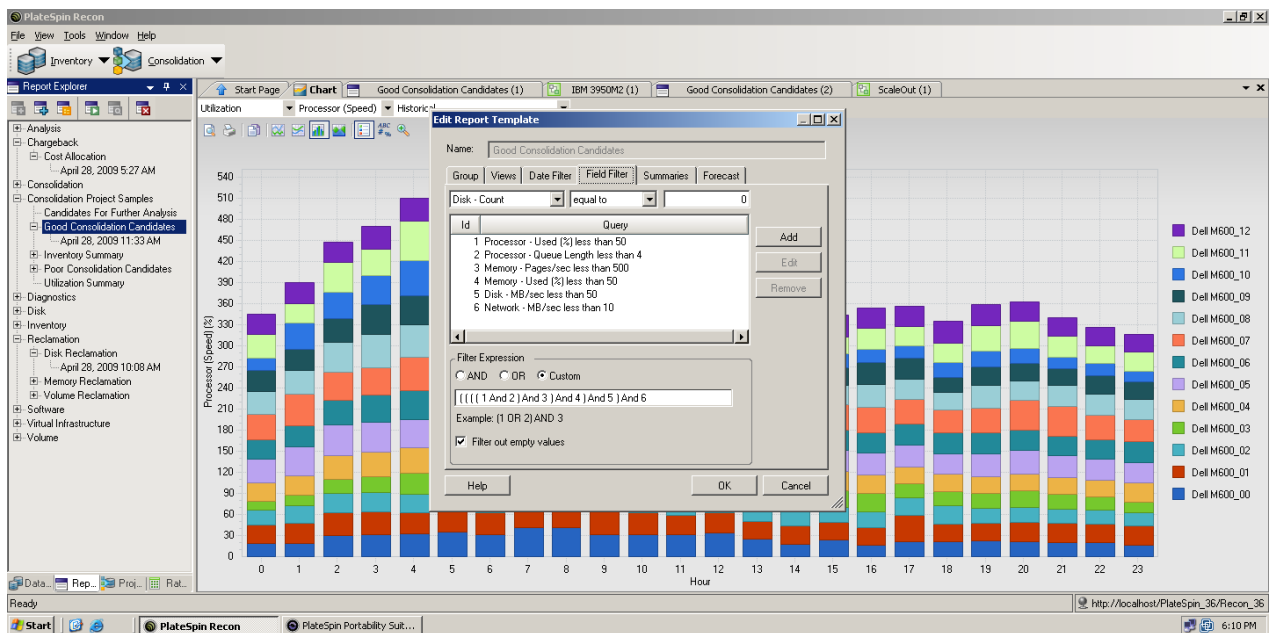 PlateSpin Recon
File View Tools Window Help
Inventory Consolidation
Report Explorer
Start Page Chart Good Consolidation Candidates (1) IBM 3950M2 (1) Good Consolidation Candidates (2) ScaleOut (1)
Utilization Processor (Speed) Historical
Analysis
Chargeback
Cost Allocation
April 28, 2009 5:27 AM
Consolidation
Consolidation Project Samples
Candidates For Further Analysis
Good Consolidation Candidates
April 28, 2009 11:33 AM
Inventory Summary
Poor Consolidation Candidates
Utilization Summary
Diagnostics
Disk
Inventory
Reclamation
Disk Reclamation
April 28, 2009 10:08 AM
Memory Reclamation
Volume Reclamation
Software
Virtual Infrastructure
Volume
Data... Rep... Proj... Rat...
ABC
Processor (Speed) (%)
540
510
480
450
420
390
360
330
300
270
240
210
180
150
120
90
60
30
0
0 1 2 3 4 5 6 7 8 9 10 11 12 13 14 15 16 17 18 19 20 21 22 23
Hour
Edit Report Template
Name: Good Consolidation Candidates
Group Views Date Filter Field Filter Summaries Forecast
Disk - Count equal to 0
Id Query
1 Processor - Used (%) less than 50
2 Processor - Queue Length less than 4
3 Memory - Pages/sec less than 500
4 Memory - Used (%) less than 50
5 Disk - MB/sec less than 50
6 Network - MB/sec less than 10
Add
Edit
Remove
Filter Expression
AND OR Custom
( ( ( ( 1 And 2 ) And 3 ) And 4 ) And 5 ) And 6
Example: (1 OR 2) AND 3
Filter out empty values
Help OK Cancel
Dell M600_12
Dell M600_11
Dell M600_10
Dell M600_09
Dell M600_08
Dell M600_07
Dell M600_06
Dell M600_05
Dell M600_04
Dell M600_03
Dell M600_02
Dell M600_01
Dell M600_00
Ready http://localhost/PlateSpin_36/Recon_36
Start PlateSpin Recon PlateSpin Portability Suit... 6:10 PM